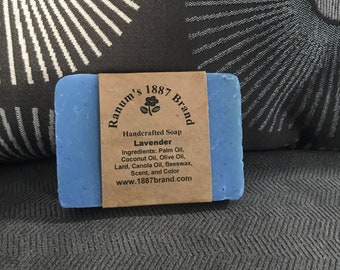 Ranum's 1887 Brand
Handcrafted Soap
Lavender
Ingredients: Palm Oil,
Coconut Oil, Olive Oil,
Lard, Canola Oil, Beeswax,
Scent, and Color
www.1887brand.com